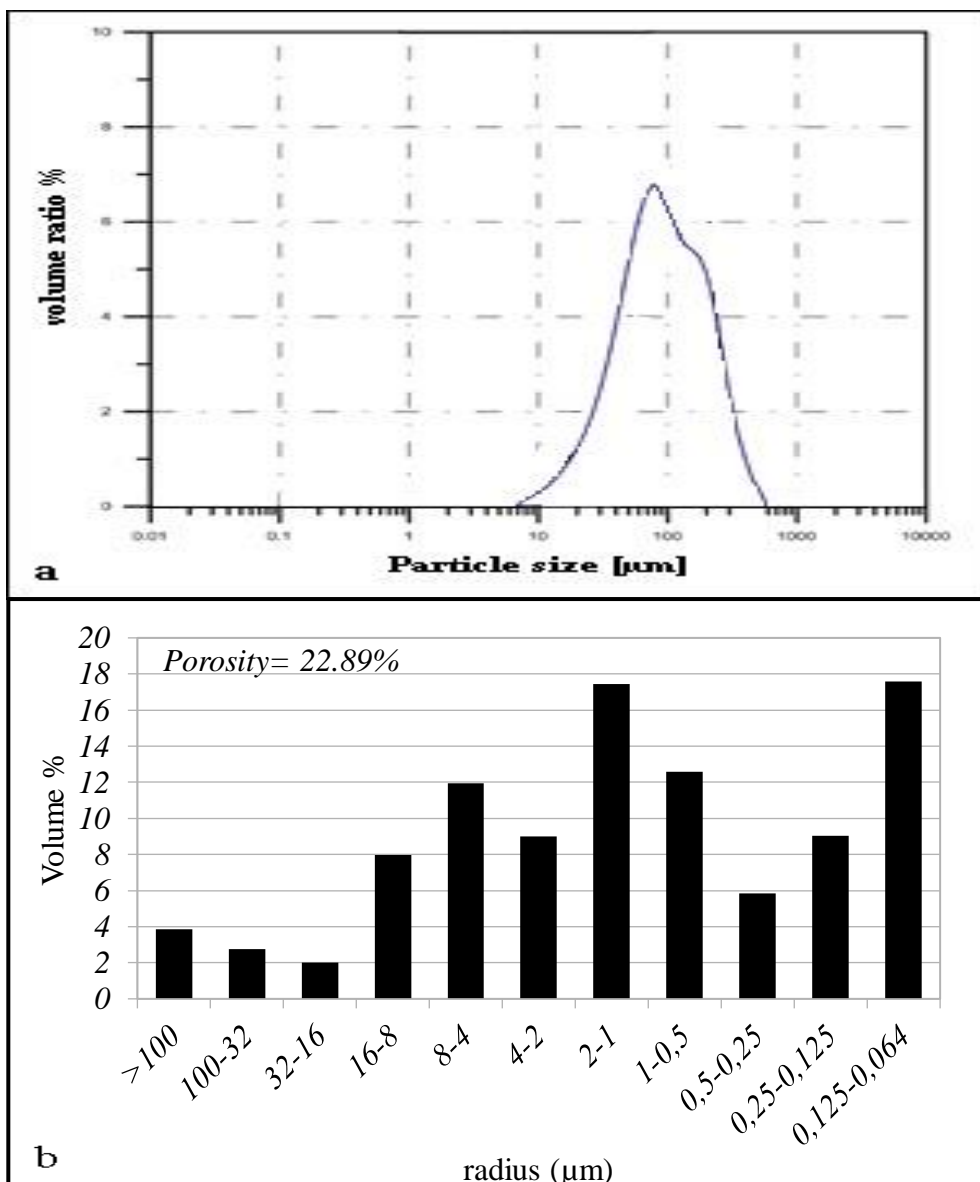 10
8
6
4
2
0
volume ratio %
0.01 0.1 1 10 100 1000 10000
Particle size [µm]
a
Porosity= 22.89%
20
18
16
14
12
10
8
6
4
2
0
Volume %
>100 100-32 32-16 16-8 8-4 4-2 2-1 1-0,5 0,5-0,25 0,25-0,125 0,125-0,064
radius (µm)
b